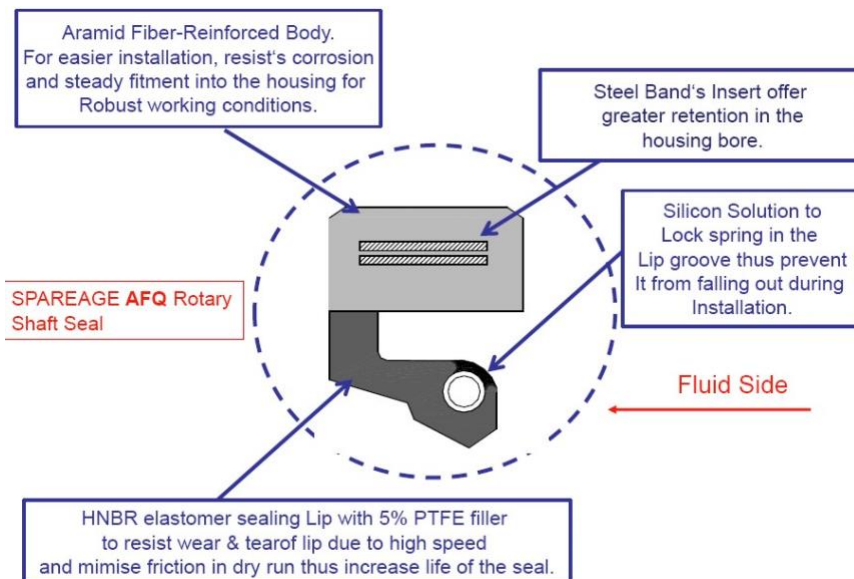 Aramid Fiber-Reinforced Body.
For easier installation, resist‘s corrosion
and steady fitment into the housing for
Robust working conditions.
Steel Band‘s Insert offer
greater retention in the
housing bore.
Silicon Solution to
Lock spring in the
Lip groove thus prevent
It from falling out during
Installation.
SPAREAGE AFQ Rotary
Shaft Seal
Fluid Side
HNBR elastomer sealing Lip with 5% PTFE filler
to resist wear & tearof lip due to high speed
and mimise friction in dry run thus increase life of the seal.